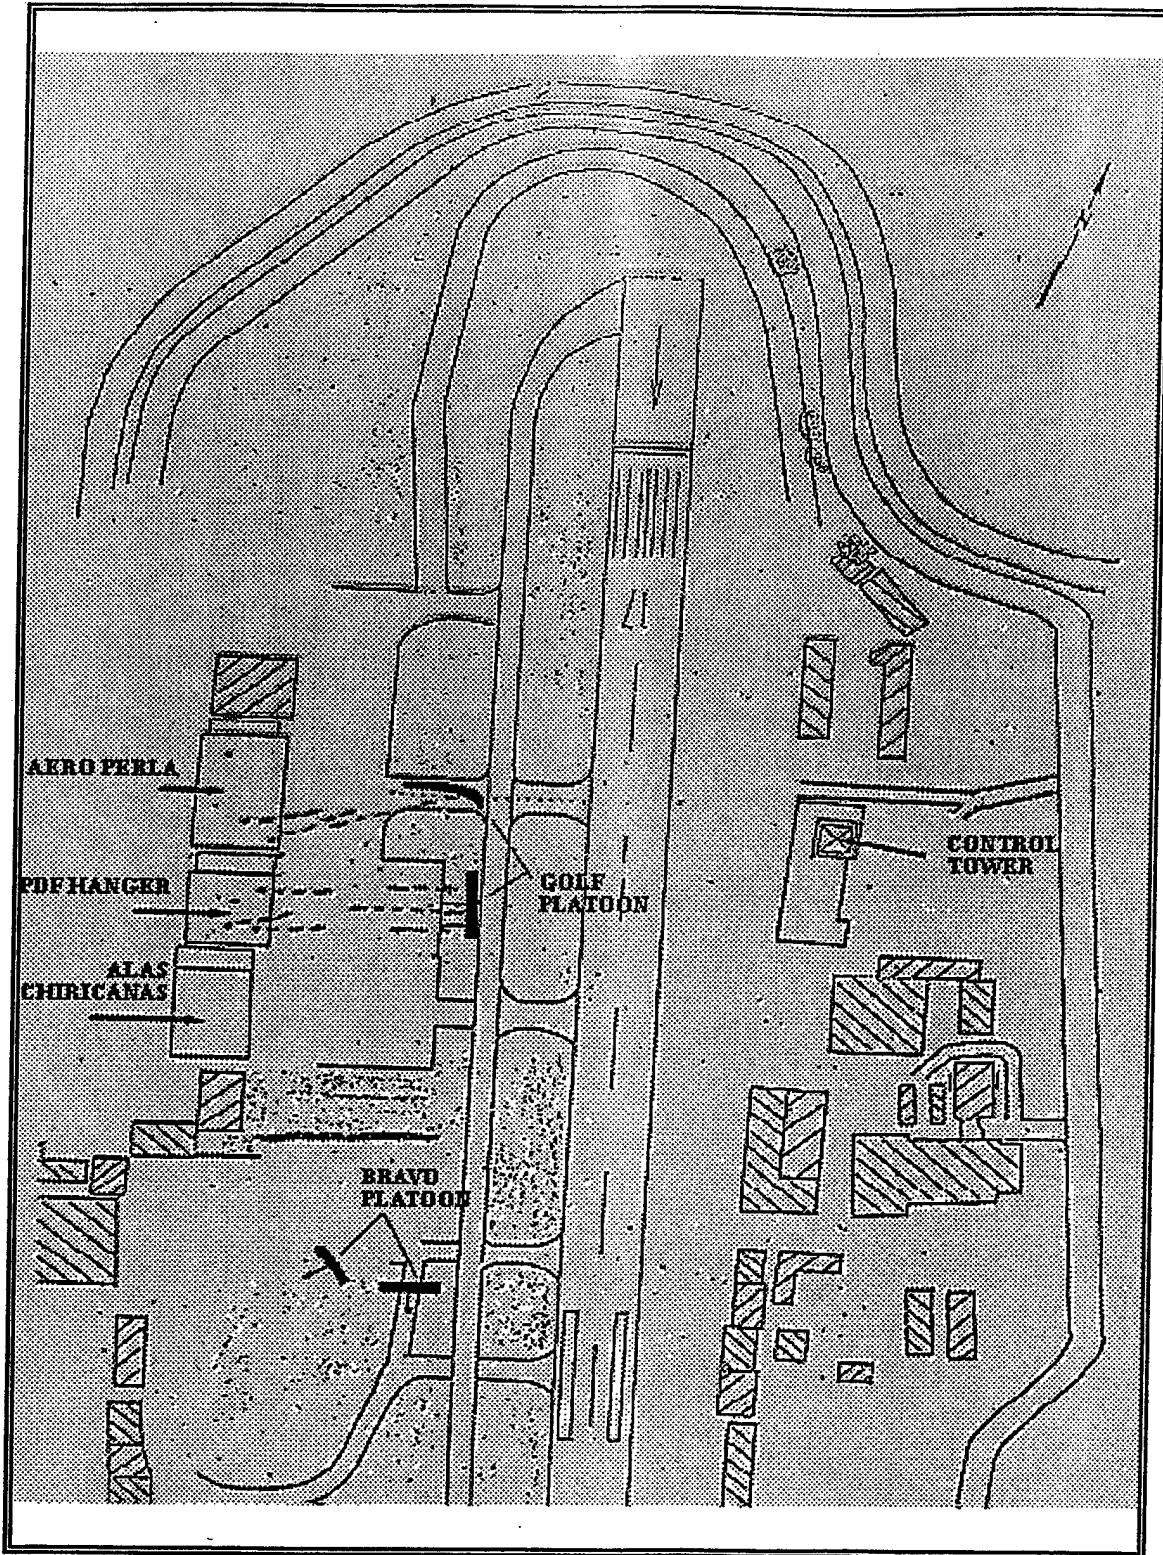 N
AERO PERLA
CONTROL
TOWER
PDF HANGER
GOLF
PLATOON
ALAS
CHIRICANAS
BRAVO
PLATOON